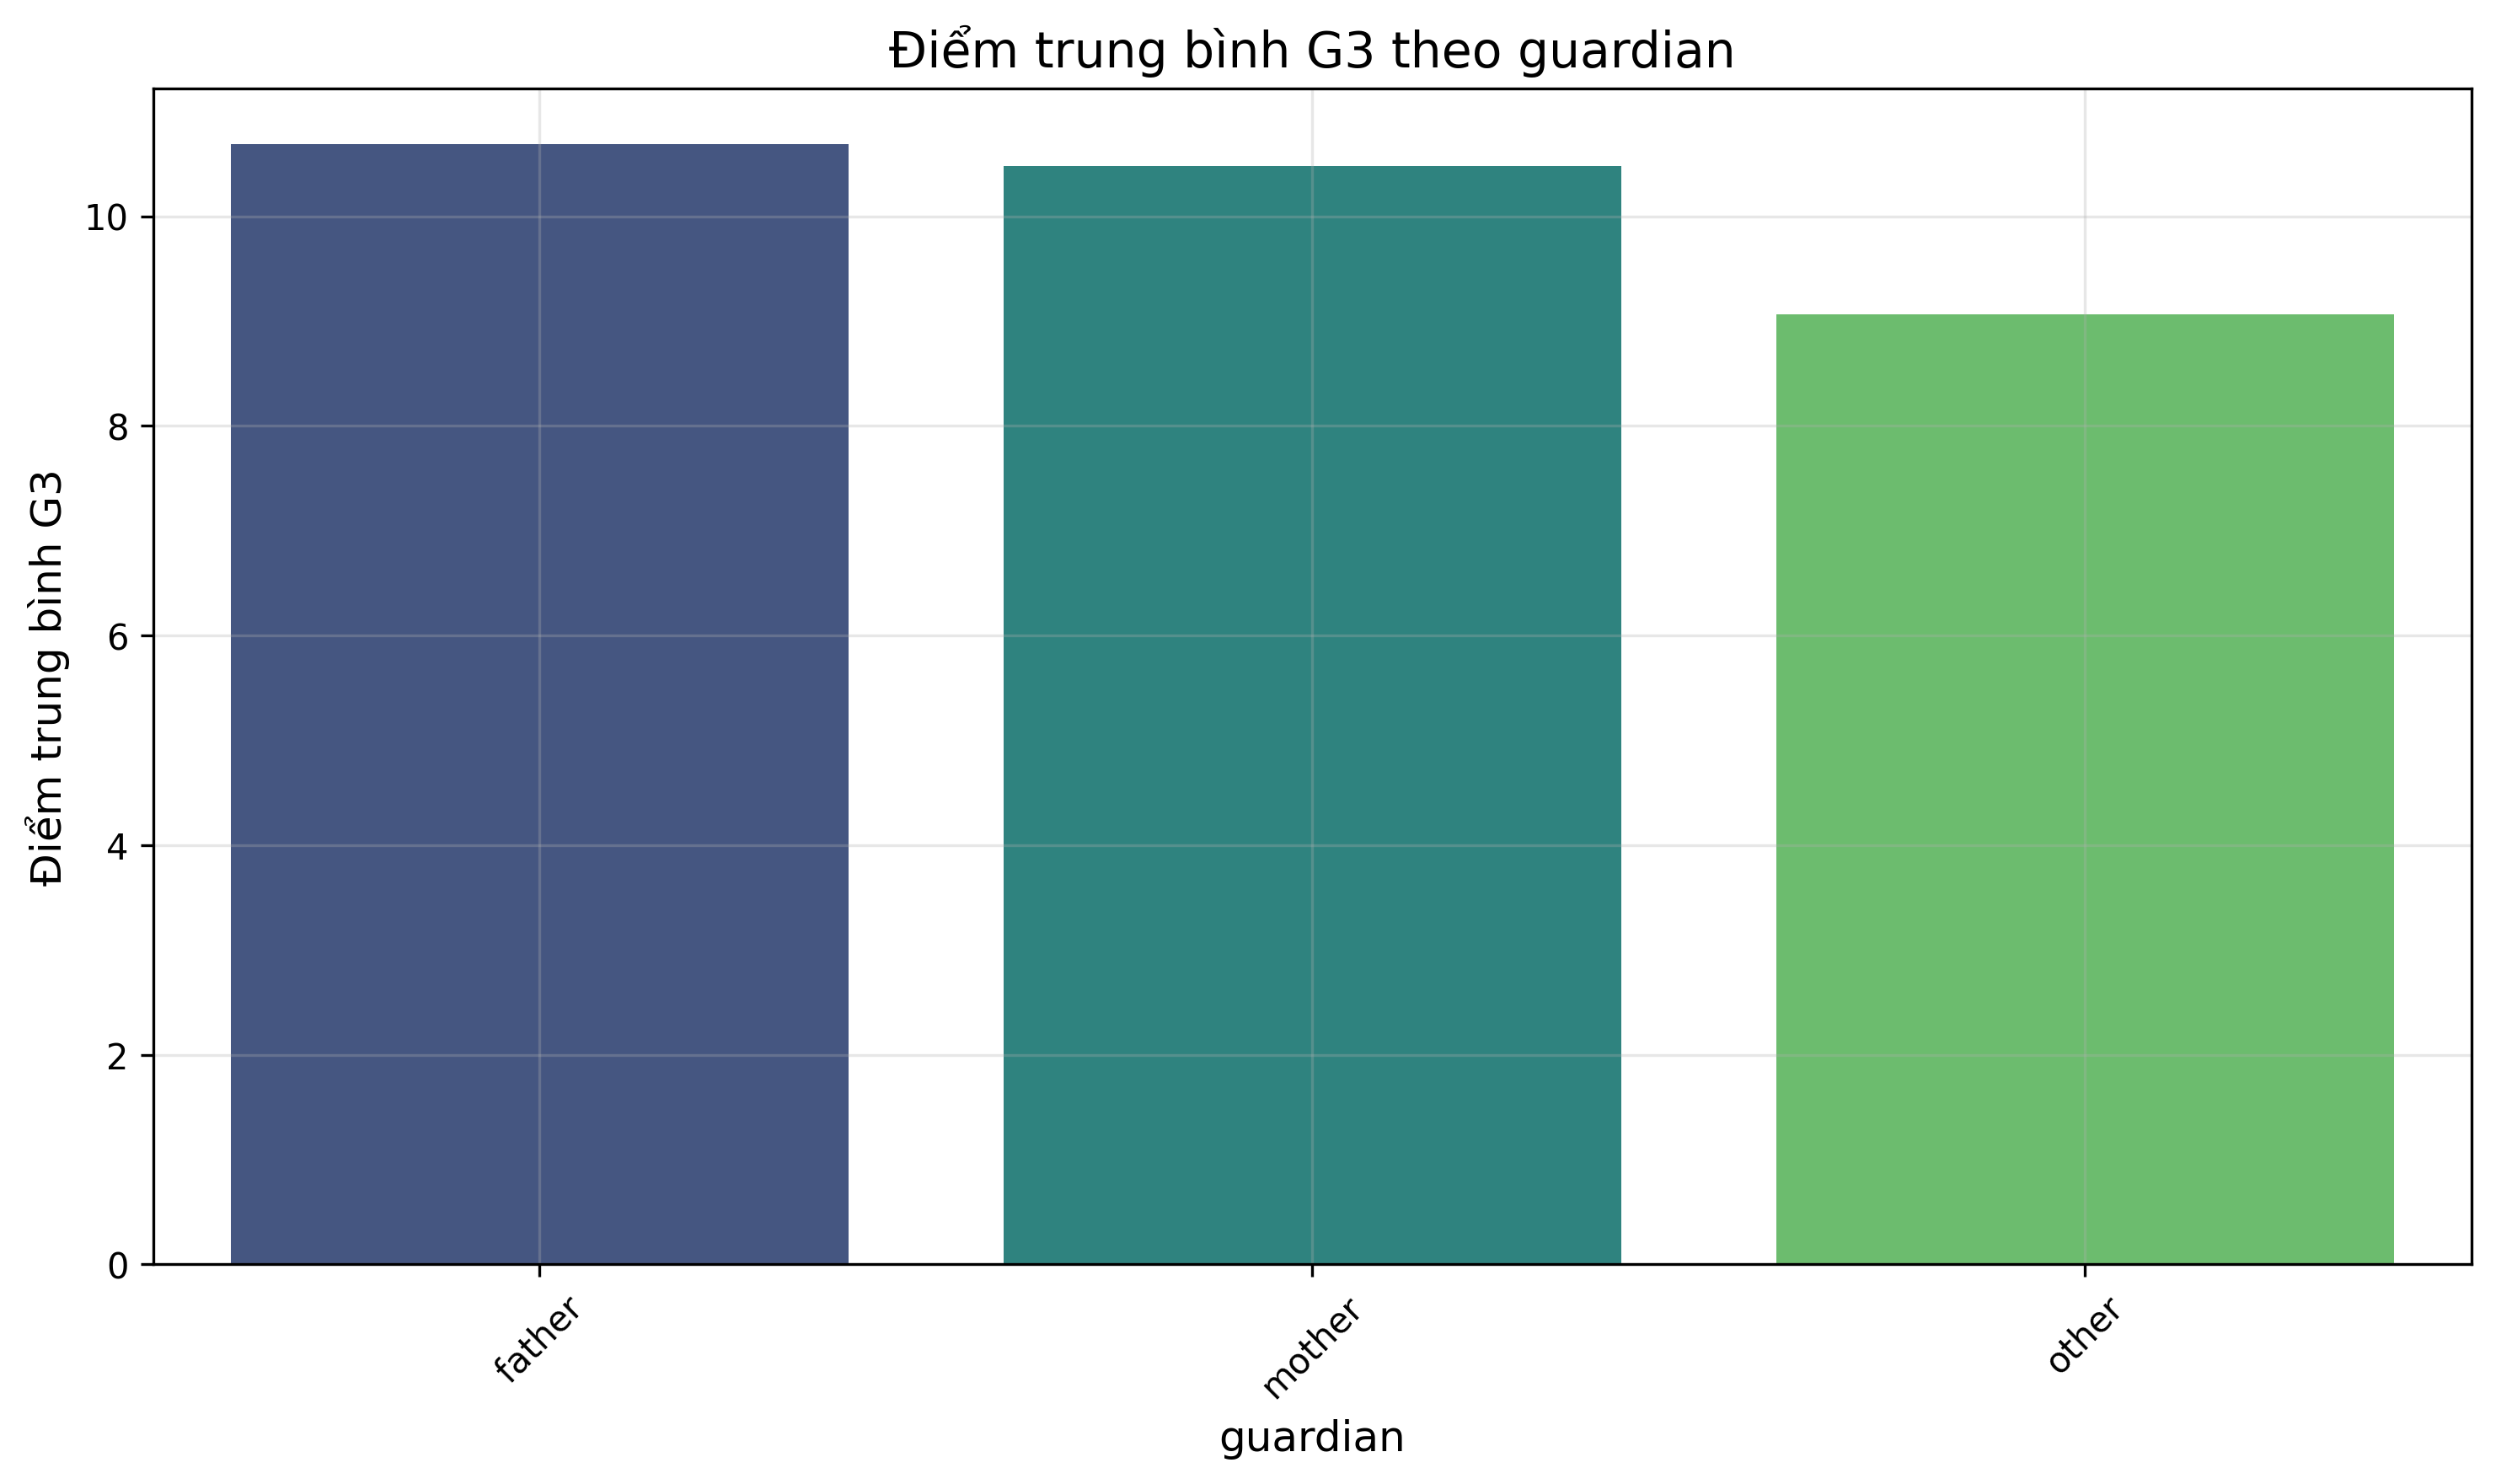 Điểm trung bình G3 theo guardian
Điểm trung bình G3
10
8
6
4
2
0
father
mother
other
guardian